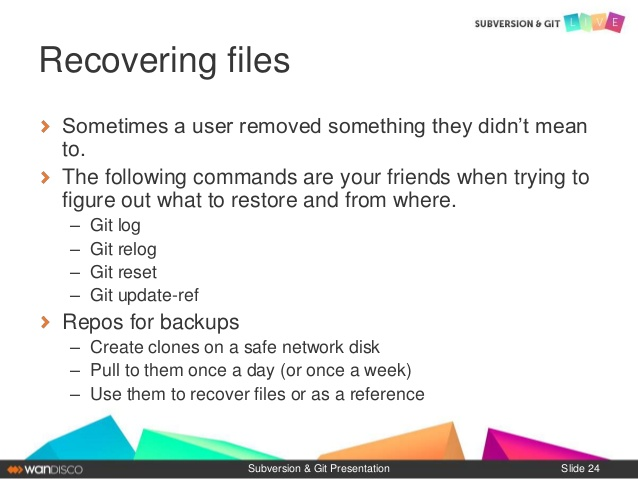 SUBVERSION & GIT LIVE
Recovering files
Sometimes a user removed something they didn't mean
to.
The following commands are your friends when trying to
figure out what to restore and from where.
– Git log
– Git relog
– Git reset
– Git update-ref
Repos for backups
– Create clones on a safe network disk
– Pull to them once a day (or once a week)
– Use them to recover files or as a reference
WANDISCO Subversion & Git Presentation Slide 24